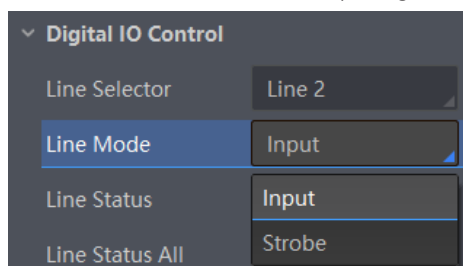 Digital IO Control
Line Selector Line 2
Line Mode Input
Line Status Input
Line Status All Strobe